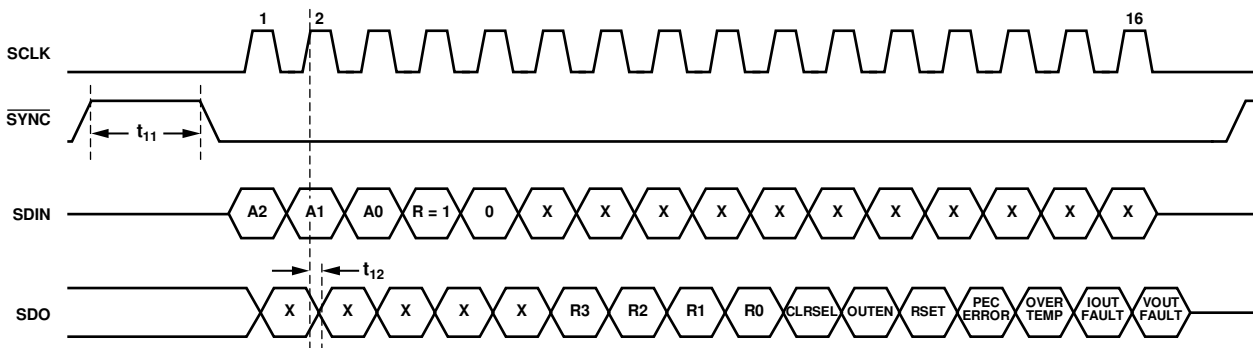 1 2 16
SCLK
SYNC
t11
SDIN A2 A1 A0 R = 1 0 X X X X X X X X X X X
t12
SDO X X X X X R3 R2 R1 R0 CLRSEL OUTEN RSET PEC ERROR OVER TEMP IOUT FAULT VOUT FAULT